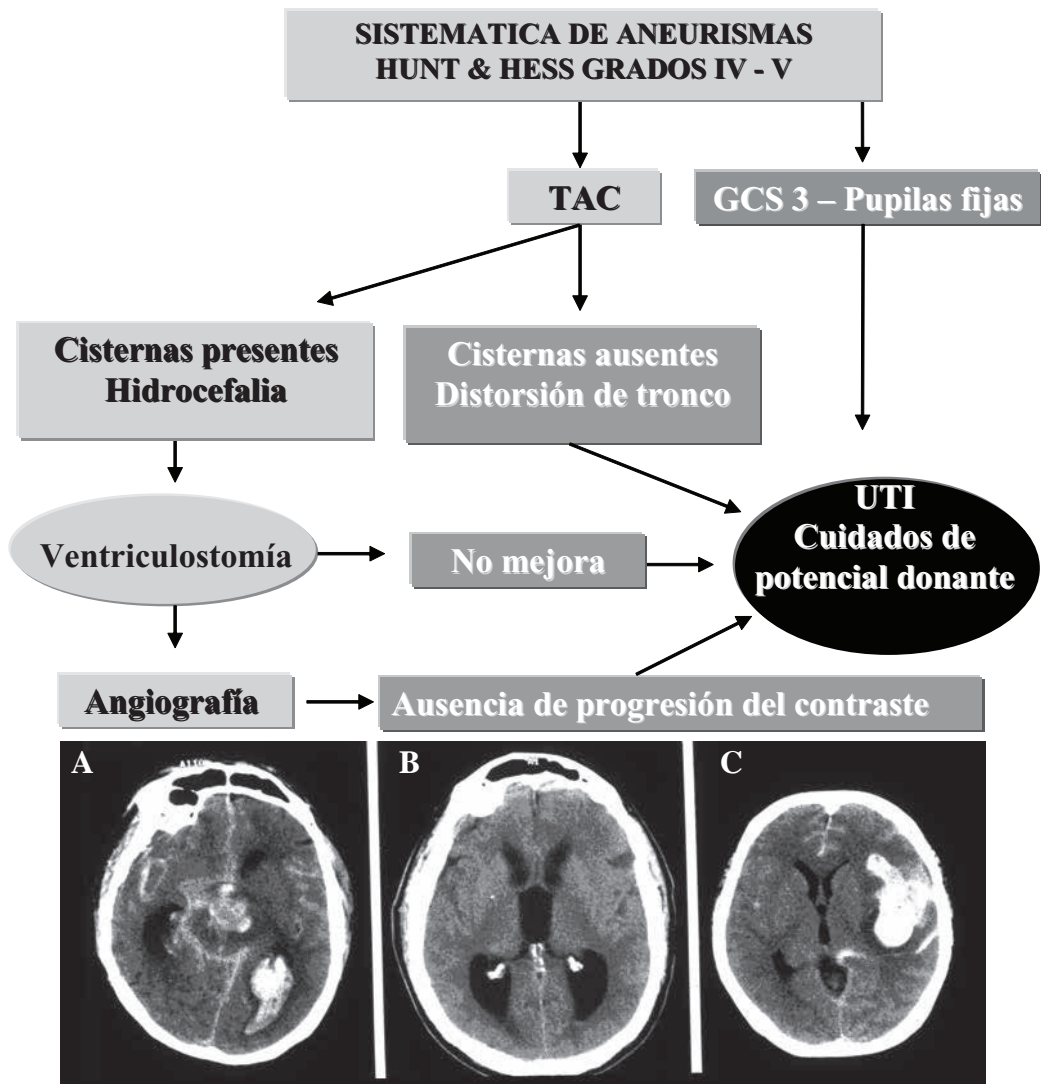 SISTEMATICA DE ANEURISMAS
HUNT & HESS GRADOS IV - V
TAC
GCS 3 – Pupilas fijas
Cisternas presentes
Hidrocefalia
Cisternas ausentes
Distorsión de tronco
UTI
Cuidados de
potencial donante
Ventriculostomía
No mejora
Angiografía
Ausencia de progresión del contraste
A
B
C